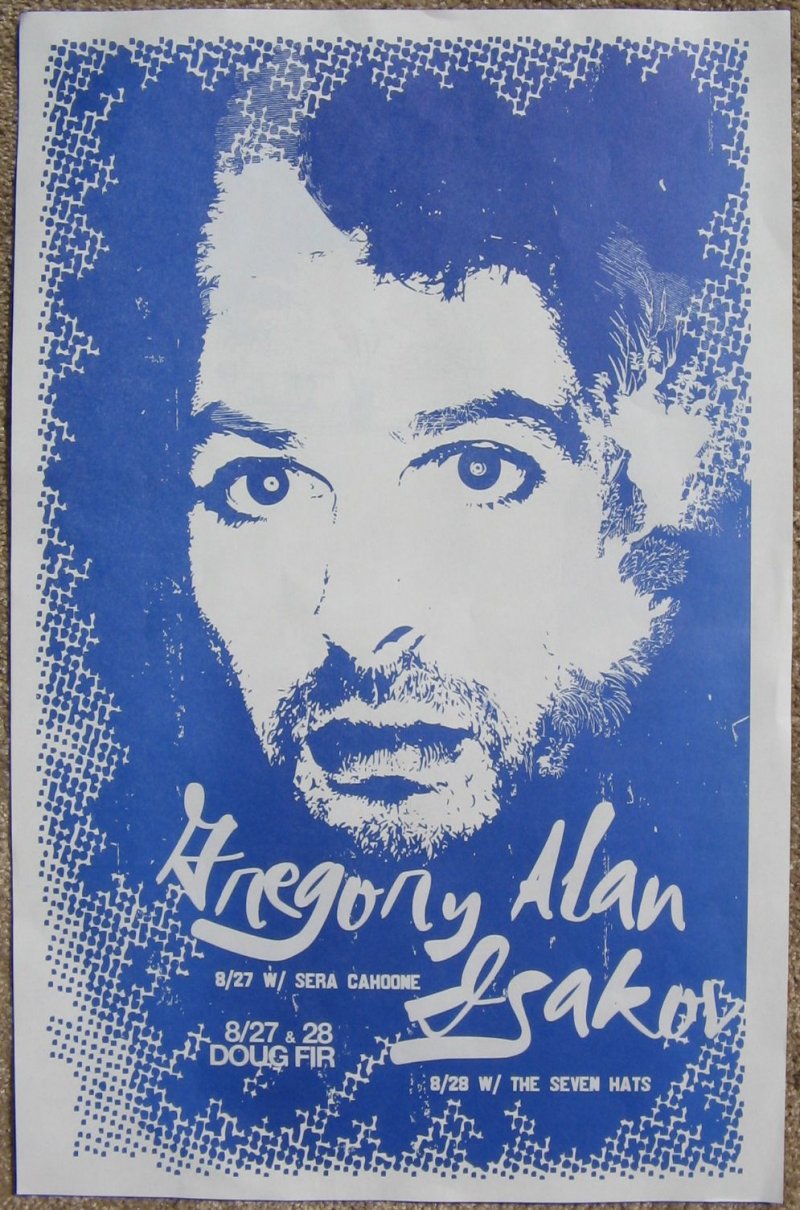 Gregory Alan
Isakov
8/27 W/ SERA CAHOONE
8/27 & 28
DOUG FIR
8/28 W/ THE SEVEN HATS